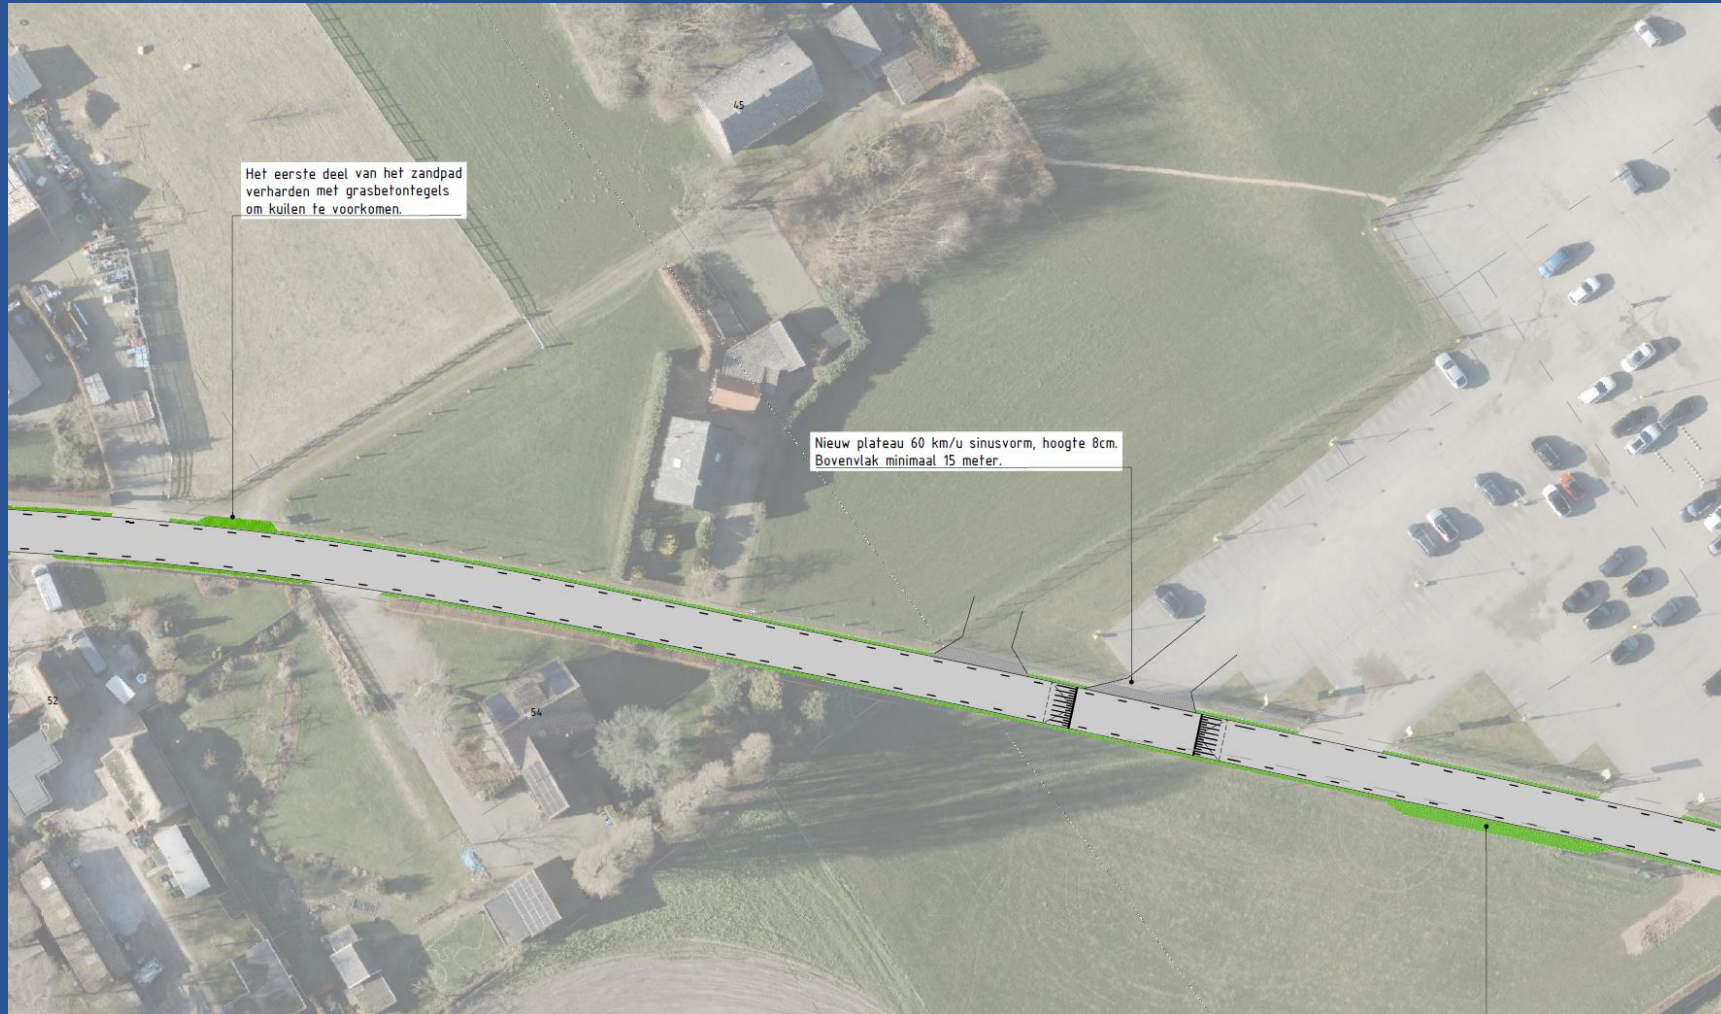 45
Het eerste deel van het zandpad
verharden met grasbetontegels
om kuilen te voorkomen.
Nieuw plateau 60 km/u sinusvorm, hoogte 8cm.
Bovenvlak minimaal 15 meter.
52
54